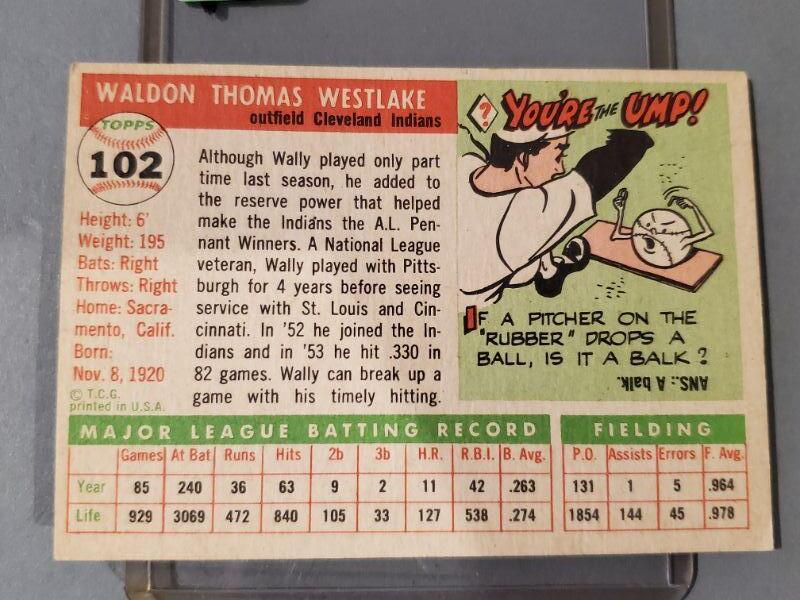 WALDON THOMAS WESTLAKE
outfield Cleveland Indians
TOPPS
102
Height: 6'
Weight: 195
Bats: Right
Throws: Right
Home: Sacra-
mento, Calif.
Born:
Nov. 8, 1920
© T.C.G.
printed in U.S.A.
Although Wally played only part
time last season, he added to
the reserve power that helped
make the Indians the A.L. Pen-
nant Winners. A National League
veteran, Wally played with Pitts-
burgh for 4 years before seeing
service with St. Louis and Cin-
cinnati. In '52 he joined the In-
dians and in '53 he hit .330 in
82 games. Wally can break up a
game with his timely hitting.
? YOU'RE THE UMP!
IF A PITCHER ON THE
"RUBBER" DROPS A
BALL, IS IT A BALK?
ANS.: A balk.
MAJOR LEAGUE BATTING RECORD FIELDING
Games At Bat Runs Hits 2b 3b H.R. R.B.I. B. Avg. P.O. Assists Errors F. Avg.
Year 85 240 36 63 9 2 11 42 .263 131 1 5 .964
Life 929 3069 472 840 105 33 127 538 .274 1854 144 45 .978